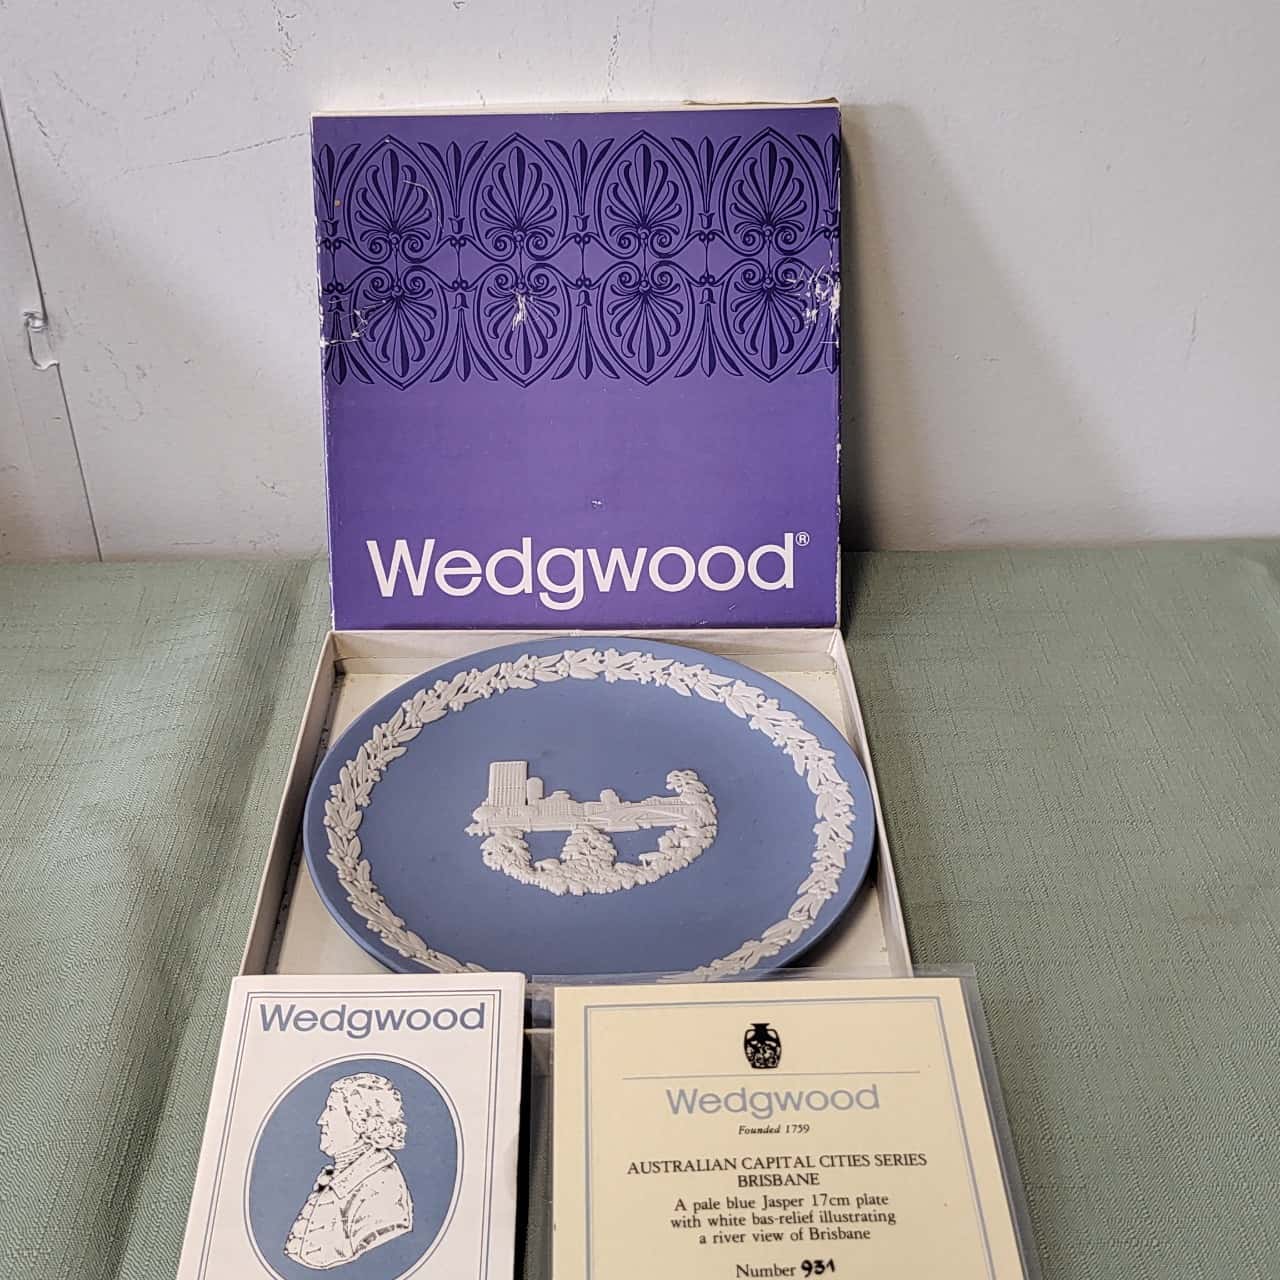 Wedgwood®
Wedgwood
Wedgwood
Founded 1759
AUSTRALIAN CAPITAL CITIES SERIES
BRISBANE
A pale blue Jasper 17cm plate
with white bas-relief illustrating
a river view of Brisbane
Number 931